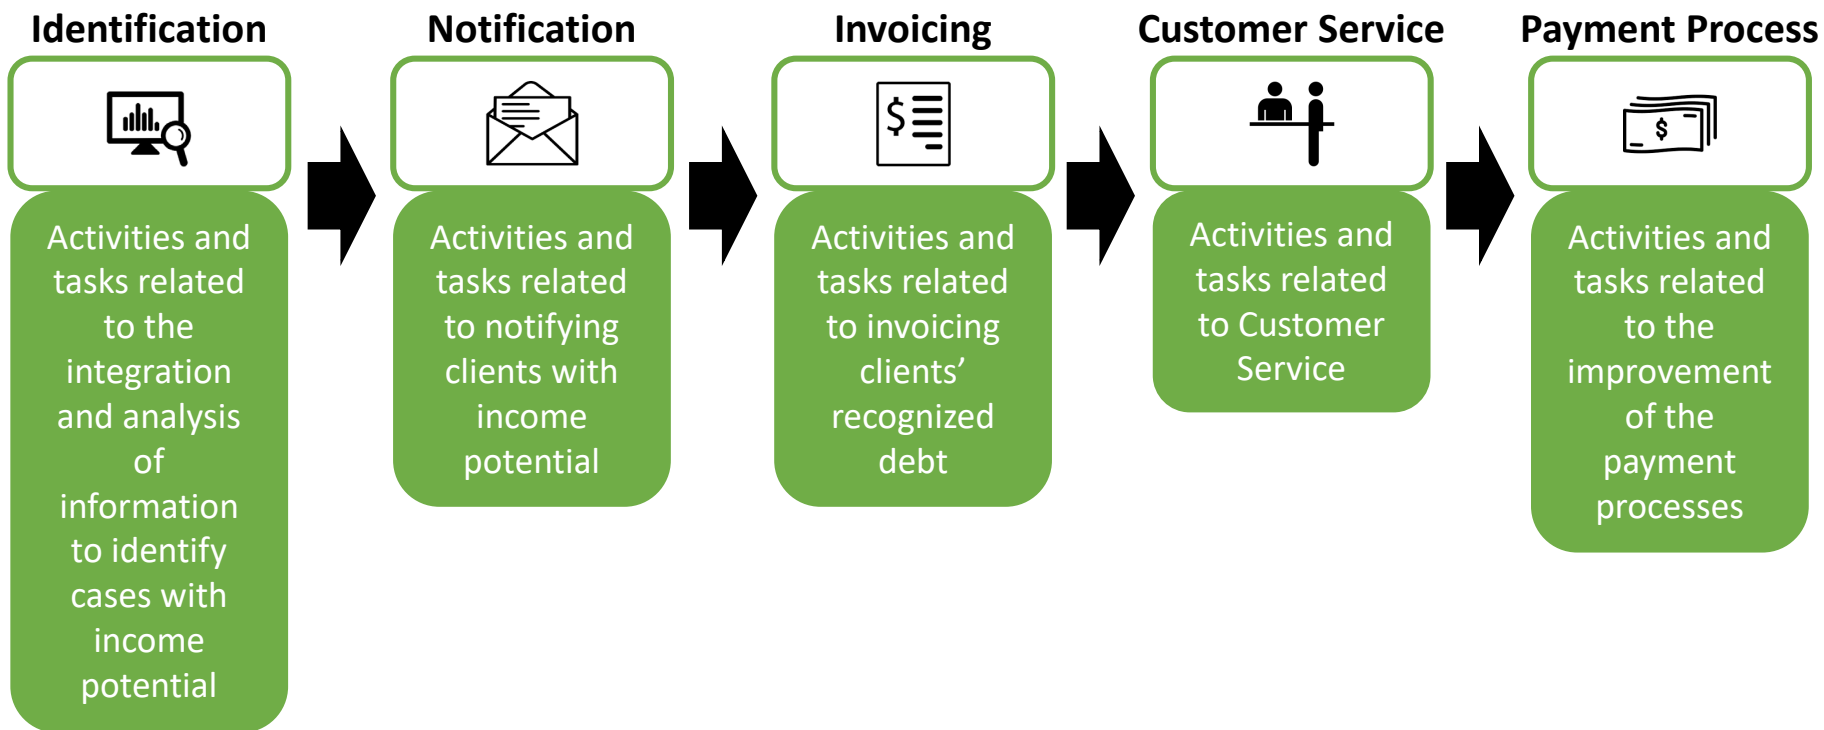 Identification
Activities and
tasks related
to the
integration
and analysis
of
information
to identify
cases with
income
potential
Notification
Activities and
tasks related
to notifying
clients with
income
potential
Invoicing
$
Activities and
tasks related
to invoicing
clients’
recognized
debt
Customer Service
Activities and
tasks related
to Customer
Service
Payment Process
$
Activities and
tasks related
to the
improvement
of the
payment
processes